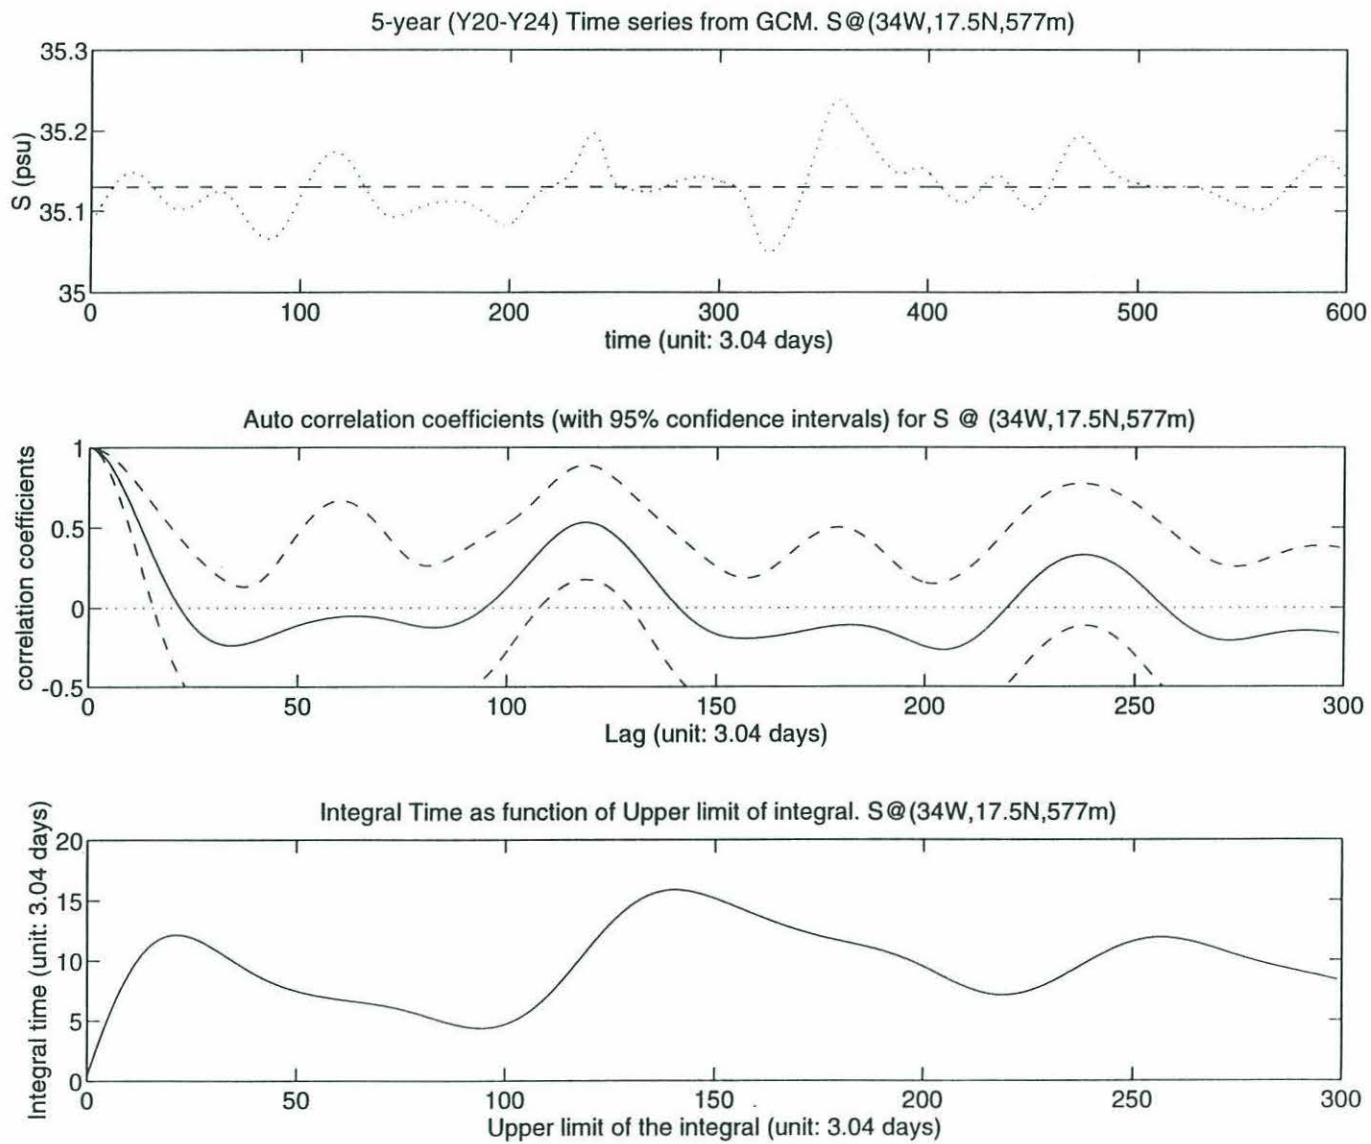 5-year (Y20-Y24) Time series from GCM. S@(34W,17.5N,577m)
35.3
35.2
35.1
35
S (psu)
0 100 200 300 400 500 600
time (unit: 3.04 days)
Auto correlation coefficients (with 95% confidence intervals) for S @ (34W,17.5N,577m)
1
0.5
0
-0.5
correlation coefficients
0 50 100 150 200 250 300
Lag (unit: 3.04 days)
Integral Time as function of Upper limit of integral. S@(34W,17.5N,577m)
20
15
10
5
0
Integral time (unit: 3.04 days)
0 50 100 150 200 250 300
Upper limit of the integral (unit: 3.04 days)